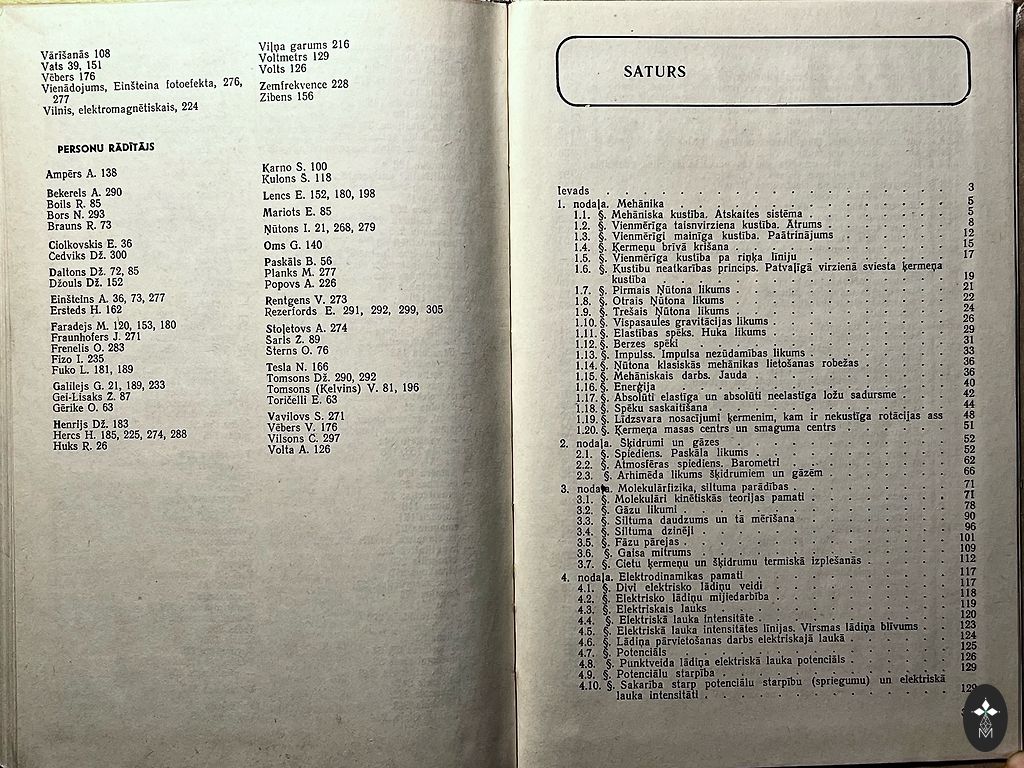 Vārīšanās 108
Vats 39, 151
Vēbers 176
Vienādojums, Einšteina fotoefekta, 276,
277
Vilnis, elektromagnētiskais, 224
Viļņa garums 216
Voltmetrs 129
Volts 126
Zemfrekvence 228
Zibens 156
PERSONU RĀDĪTĀJS
Ampērs A. 138
Bekerels A. 290
Boils R. 85
Bors N. 293
Brauns R. 73
Ciolkovskis E. 36
Čedviks Dž. 300
Daltons Dž. 72, 85
Džouls Dž. 152
Einšteins A. 36, 73, 277
Ersteds H. 162
Faradejs M. 120, 153, 180
Fraunhofers J. 271
Frenelis O. 283
Fizo I. 235
Fuko L. 181, 189
Galilejs G. 21, 189, 233
Gei-Lisaks Ž. 87
Gērike O. 63
Henrijs Dž. 183
Hercs H. 185, 225, 274, 288
Huks R. 26
Karno S. 100
Kulons Š. 118
Lencs E. 152, 180, 198
Mariots E. 85
Ņūtons I. 21, 268, 279
Oms G. 140
Paskāls B. 56
Planks M. 277
Popovs A. 226
Rentgens V. 273
Rezerfords E. 291, 292, 299, 305
Stoļetovs A. 274
Šarls Ž. 89
Šterns O. 76
Tesla N. 166
Tomsons Dž. 290, 292
Tomsons (Kelvins) V. 81, 196
Toričelli E. 63
Vavilovs S. 271
Vēbers V. 176
Vilsons Č. 297
Volta A. 126
SATURS
Ievads 3
1. nodaļa. Mehānika 5
1.1. §. Mehāniska kustība. Atskaites sistēma 5
1.2. §. Vienmērīga taisnvirziena kustība. Ātrums 8
1.3. §. Vienmērīgi mainīga kustība. Paātrinājums 12
1.4. §. Ķermeņu brīvā krišana 15
1.5. §. Vienmērīga kustība pa riņķa līniju 17
1.6. §. Kustību neatkarības princips. Patvaļīgā virzienā sviesta ķermeņa
kustība 19
1.7. §. Pirmais Ņūtona likums 21
1.8. §. Otrais Ņūtona likums 22
1.9. §. Trešais Ņūtona likums 24
1.10. §. Vispasaules gravitācijas likums 26
1.11. §. Elastības spēks. Huka likums 29
1.12. §. Berzes spēki 31
1.13. §. Impulss. Impulsa nezūdamības likums 33
1.14. §. Ņūtona klasiskās mehānikas lietošanas robežas 36
1.15. §. Mehāniskais darbs. Jauda 36
1.16. §. Enerģija 40
1.17. §. Absolūti elastīga un absolūti neelastīga ložu sadursme 42
1.18. §. Spēku saskaitīšana 44
1.19. §. Līdzsvara nosacījumi ķermenim, kam ir nekustīga rotācijas ass 48
1.20. §. Ķermeņa masas centrs un smaguma centrs 51
2. nodaļa. Šķidrumi un gāzes 52
2.1. §. Spiediens. Paskāla likums 52
2.2. §. Atmosfēras spiediens. Barometri 62
2.3. §. Arhimēda likums šķidrumiem un gāzēm 66
3. nodaļa. Molekulārfizika, siltuma parādības 71
3.1. §. Molekulāri kinētiskās teorijas pamati 71
3.2. §. Gāzu likumi 78
3.3. §. Siltuma daudzums un tā mērīšana 90
3.4. §. Siltuma dzinēji 96
3.5. §. Fāzu pārejas 101
3.6. §. Gaisa mitrums 109
3.7. §. Cietu ķermeņu un šķidrumu termiskā izplešanās 112
4. nodaļa. Elektrodinamikas pamati 117
4.1. §. Divi elektrisko lādiņu veidi 117
4.2. §. Elektrisko lādiņu mijiedarbība 118
4.3. §. Elektriskais lauks 119
4.4. §. Elektriskā lauka intensitāte 120
4.5. §. Elektriskā lauka intensitātes līnijas. Virsmas lādiņa blīvums 123
4.6. §. Lādiņa pārvietošanas darbs elektriskajā laukā 124
4.7. §. Potenciāls 125
4.8. §. Punktveida lādiņa elektriskā lauka potenciāls 126
4.9. §. Potenciālu starpība 129
4.10. §. Sakarība starp potenciālu starpību (spriegumu) un elektriskā
lauka intensitāti 129
M